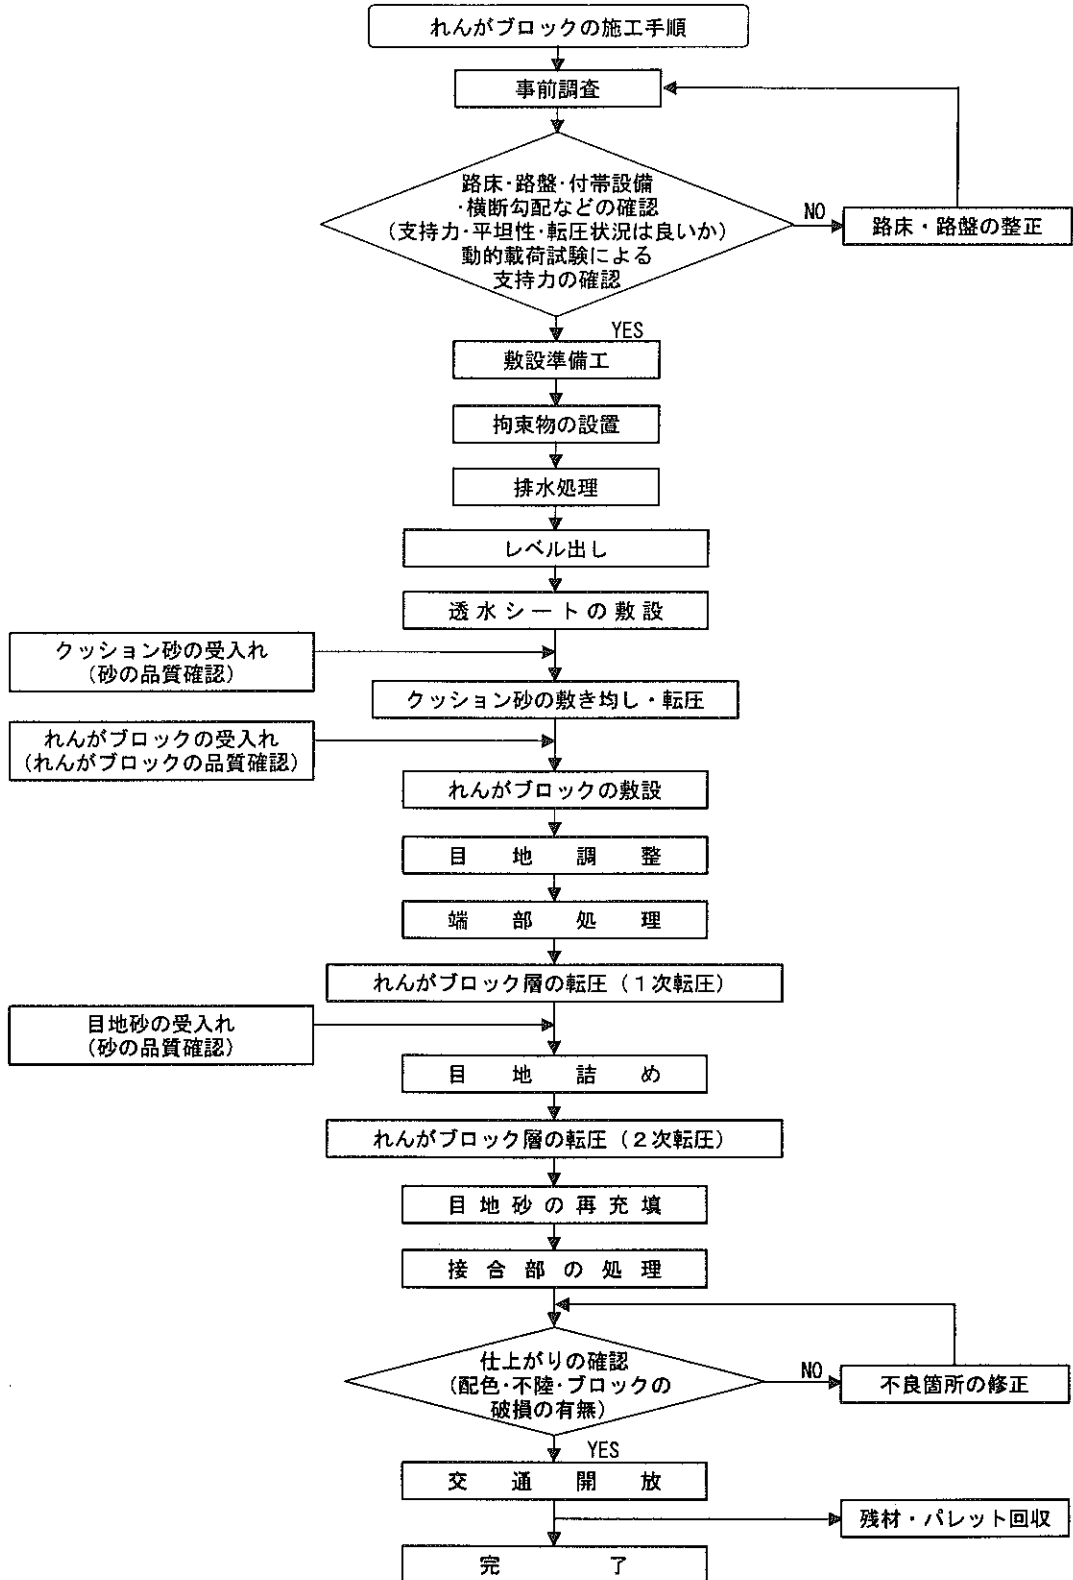 れんがブロックの施工手順
事前調査
路床・路盤・付帯設備
・横断勾配などの確認
(支持力・平坦性・転圧状況は良いか)
動的載荷試験による
支持力の確認
NO
路床・路盤の整正
YES
敷設準備工
拘束物の設置
排水処理
レベル出し
透水シートの敷設
クッション砂の受入れ
(砂の品質確認)
クッション砂の敷き均し・転圧
れんがブロックの受入れ
(れんがブロックの品質確認)
れんがブロックの敷設
目地調整
端部処理
れんがブロック層の転圧(1次転圧)
目地砂の受入れ
(砂の品質確認)
目地詰め
れんがブロック層の転圧(2次転圧)
目地砂の再充填
接合部の処理
仕上がりの確認
(配色・不陸・ブロックの
破損の有無)
NO
不良箇所の修正
YES
交通開放
残材・パレット回収
完了